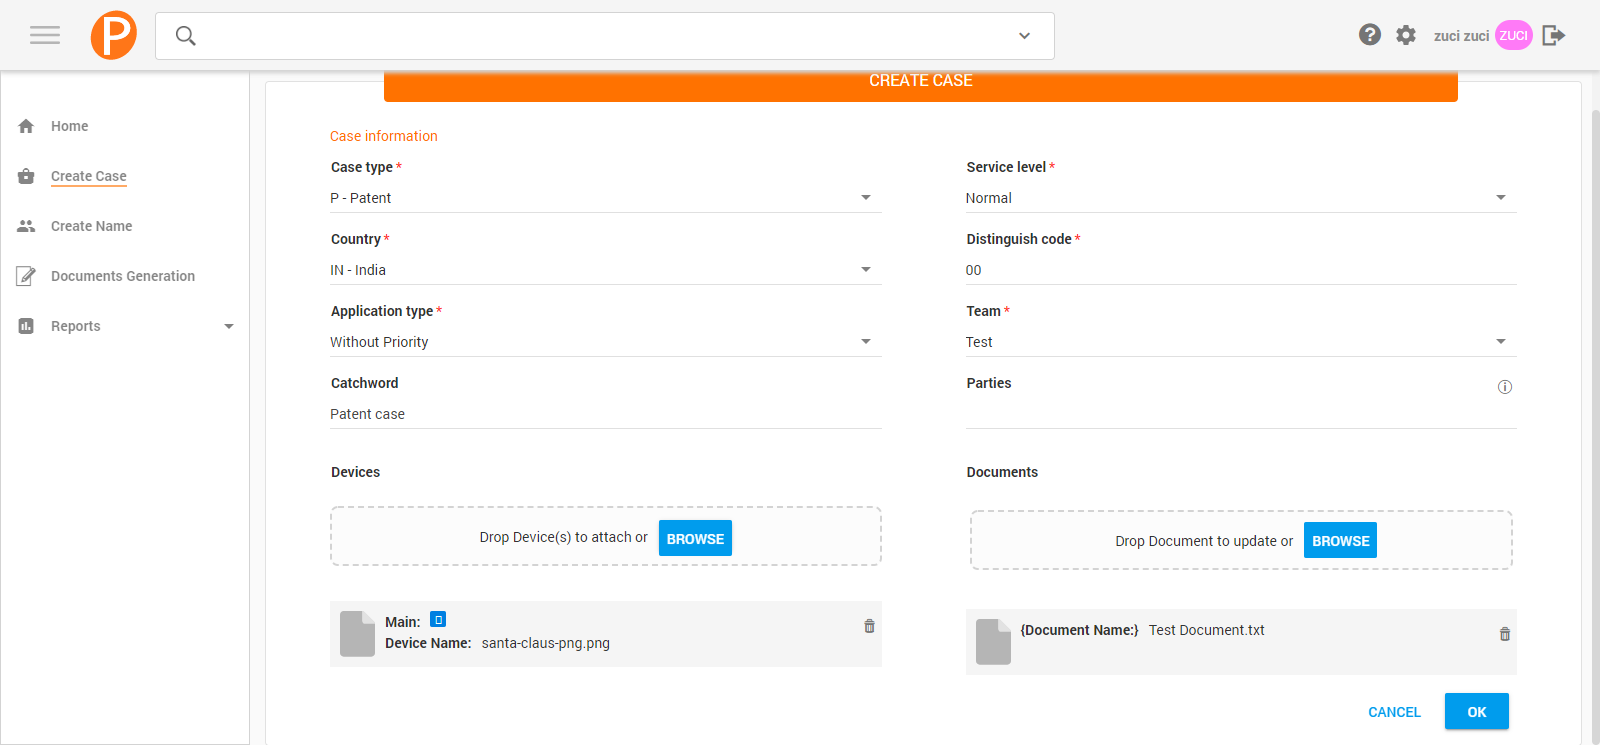 P
zuci zuci ZUCI
CREATE CASE
Home
Create Case
Create Name
Documents Generation
Reports
Case information
Case type *
P - Patent
Service level *
Normal
Country *
IN - India
Distinguish code *
00
Application type *
Without Priority
Team *
Test
Catchword
Patent case
Parties
Devices
Drop Device(s) to attach or BROWSE
Main:
Device Name: santa-claus-png.png
Documents
Drop Document to update or BROWSE
{Document Name:} Test Document.txt
CANCEL OK